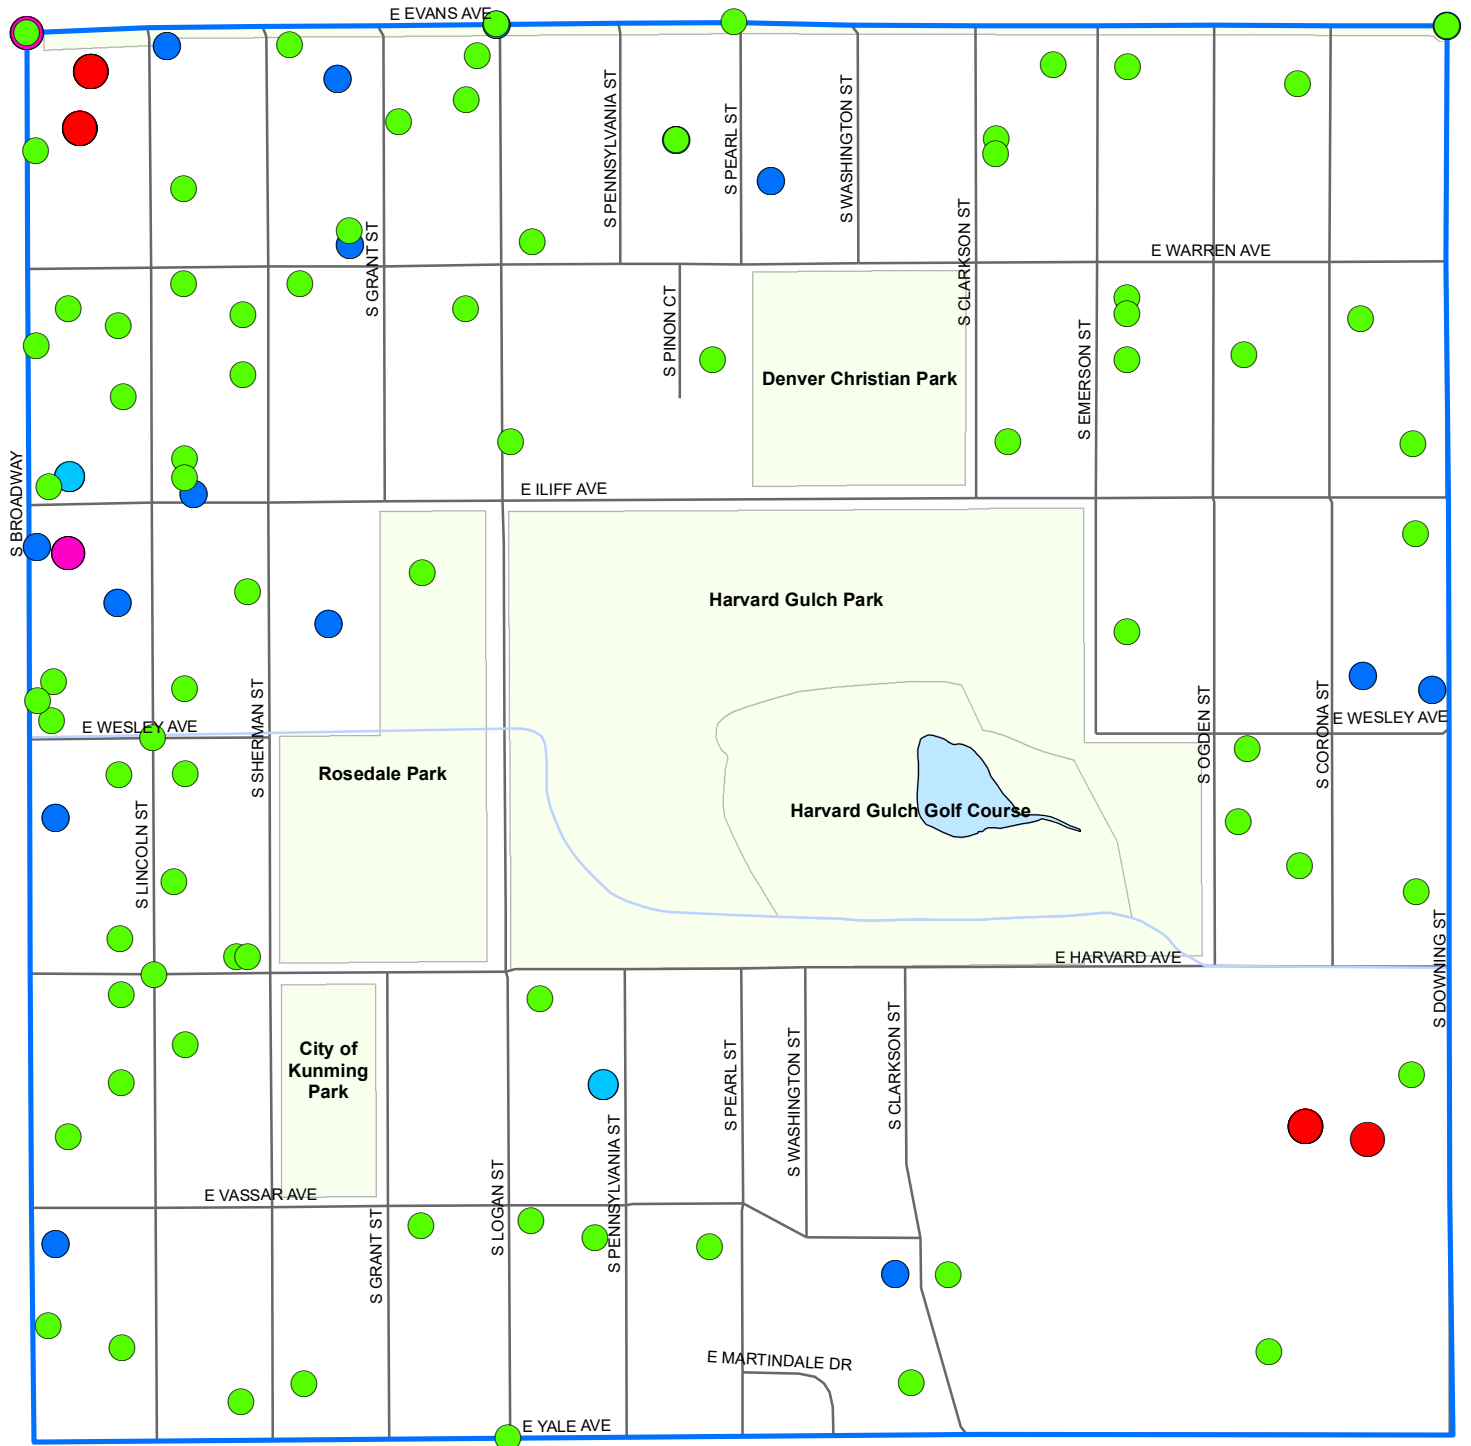 E EVANS AVE
S PENNSYLVANIA ST
S PEARL ST
S WASHINGTON ST
S CLARKSON ST
E WARREN AVE
S GRANT ST
S PINON CT
S EMERSON ST
Denver Christian Park
S BROADWAY
E ILIFF AVE
Harvard Gulch Park
S SHERMAN ST
E WESLEY AVE
S OGDEN ST
S CORONA ST
E WESLEY AVE
Rosedale Park
S LINCOLN ST
Harvard Gulch Golf Course
S DOWNING ST
E HARVARD AVE
City of
Kunming
Park
S PEARL ST
S WASHINGTON ST
S CLARKSON ST
S PENNSYLVANIA ST
S LOGAN ST
E VASSAR AVE
S GRANT ST
E MARTINDALE DR
E YALE AVE